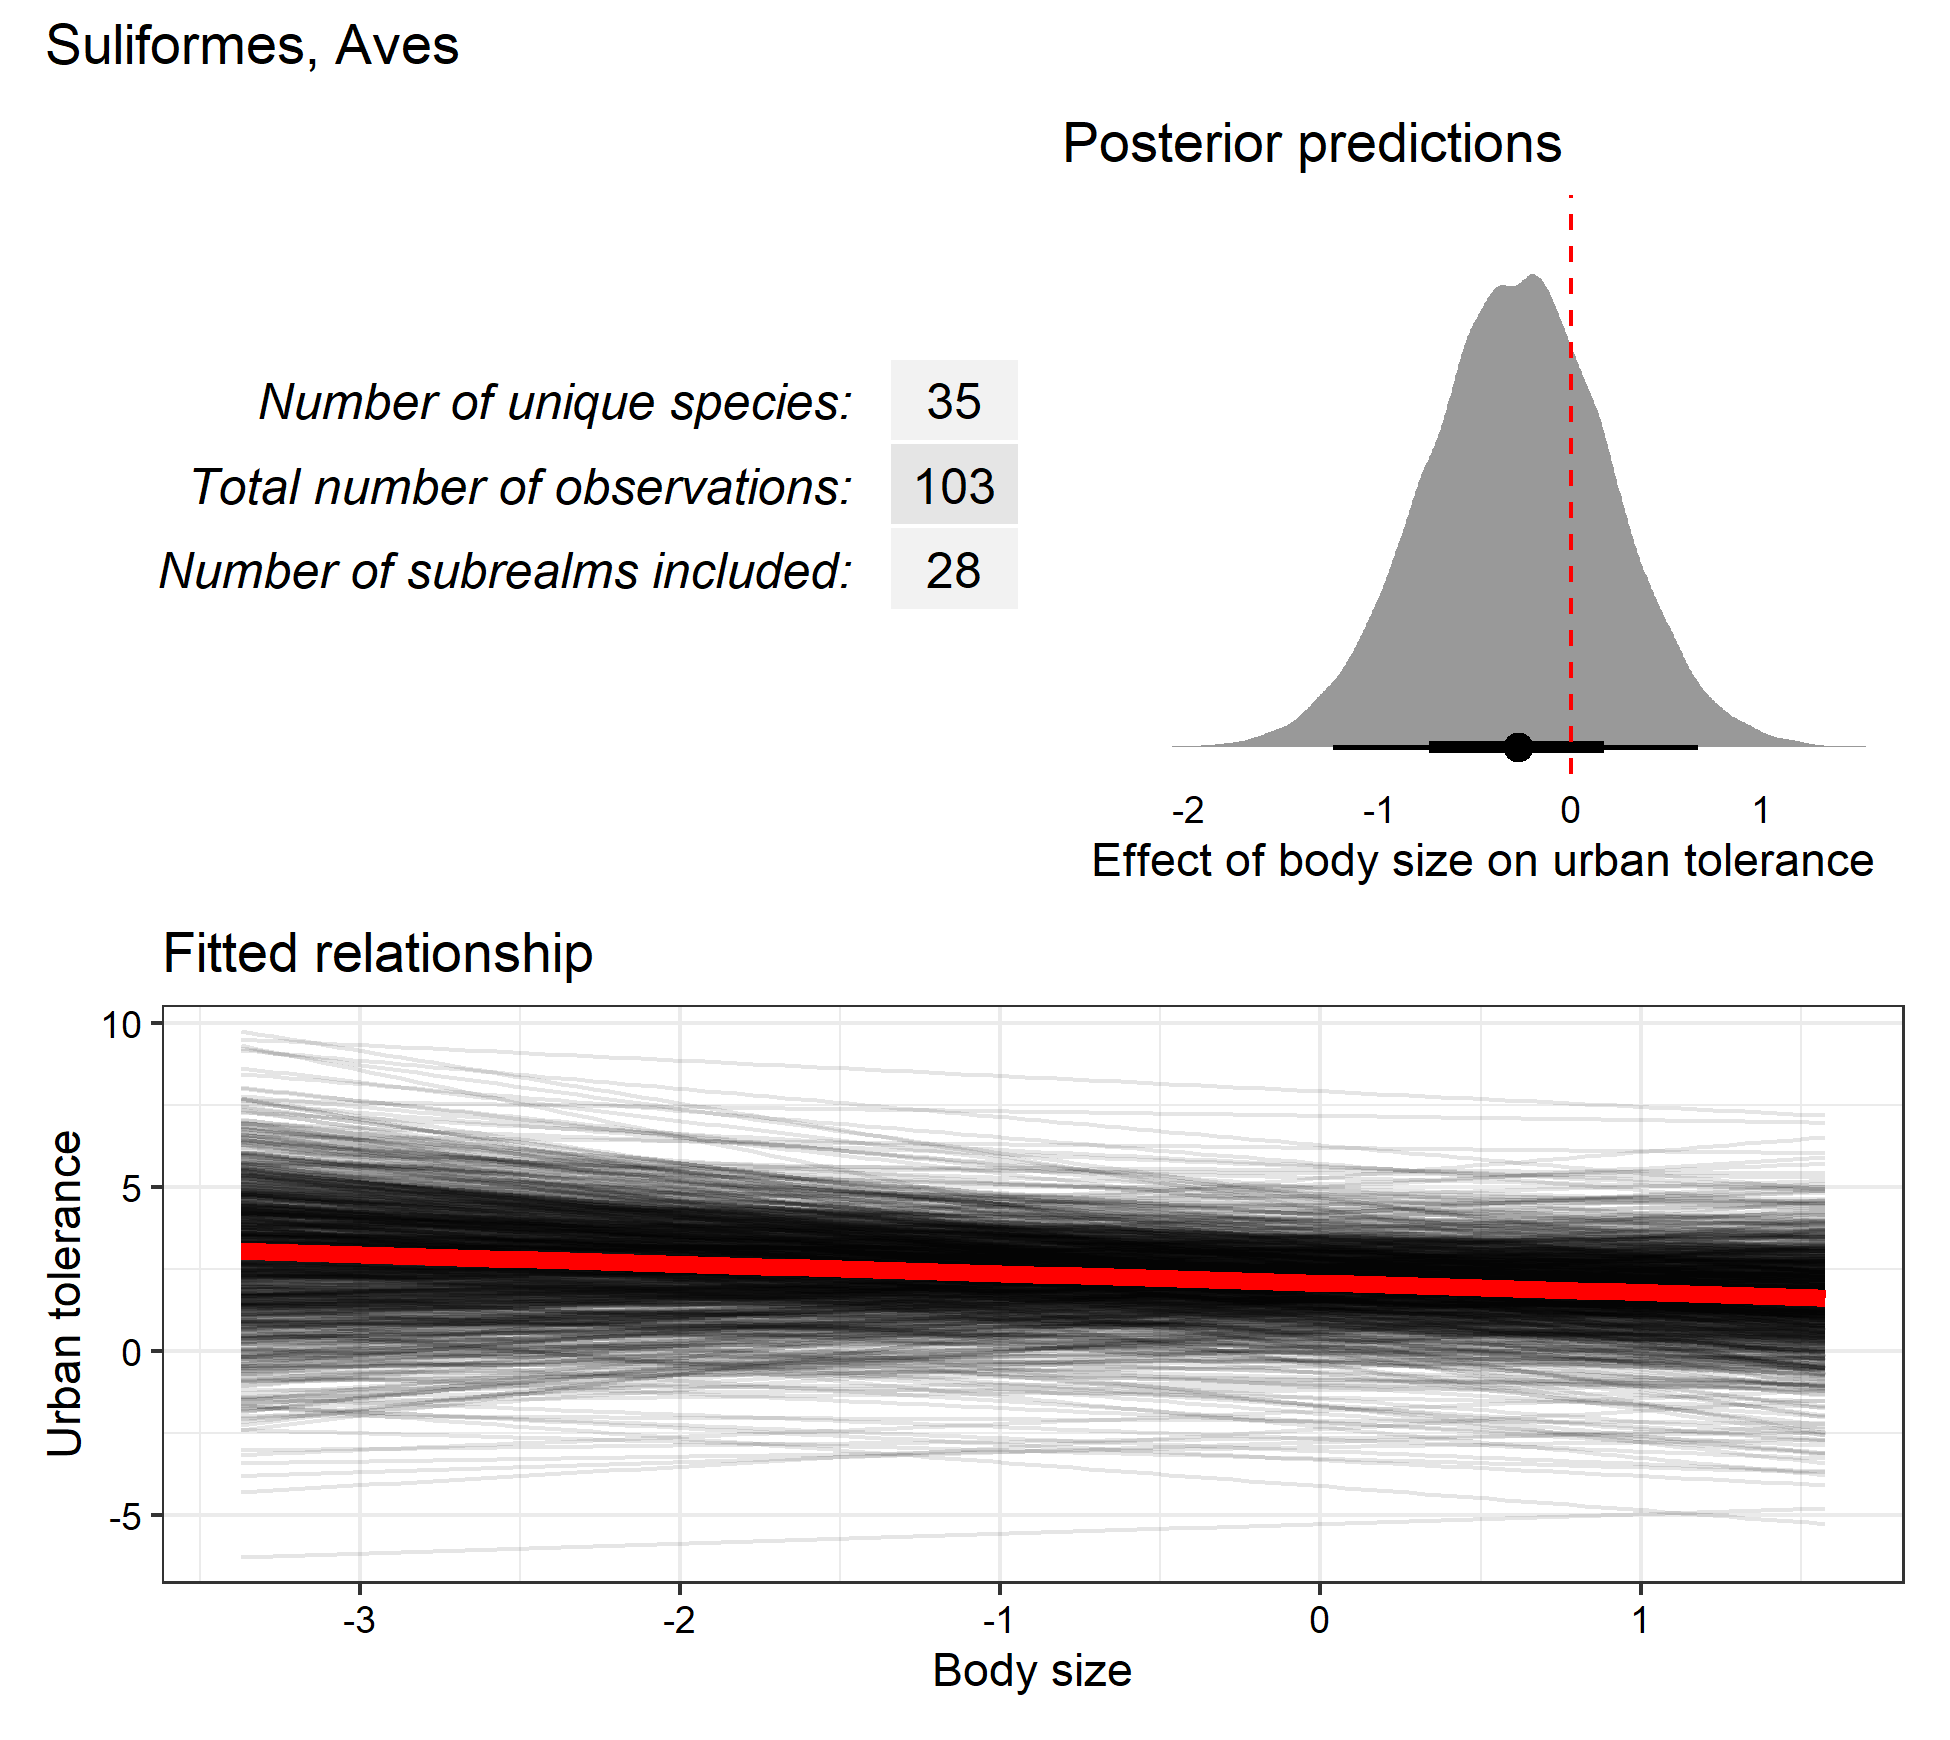 Suliformes, Aves
Posterior predictions
Number of unique species: 35
Total number of observations: 103
Number of subrealms included: 28
-2 -1 0 1
Effect of body size on urban tolerance
Fitted relationship
10
5
0
-5
Urban tolerance
-3 -2 -1 0 1
Body size